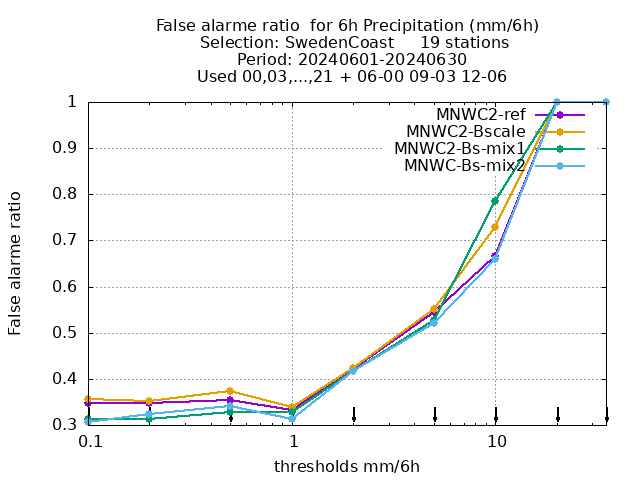 False alarme ratio  for 6h Precipitation (mm/6h)
Selection: SwedenCoast     19 stations
Period: 20240601-20240630
Used 00,03,...,21 + 06-00 09-03 12-06
MNWC2-ref
MNWC2-Bscale
MNWC2-Bs-mix1
MNWC-Bs-mix2
False alarme ratio
1
0.9
0.8
0.7
0.6
0.5
0.4
0.3
0.1
1
10
thresholds mm/6h